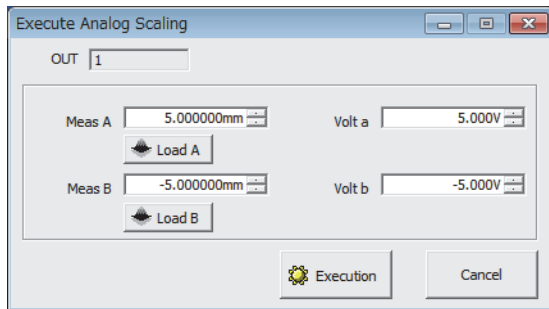 Execute Analog Scaling
OUT 1
Meas A 5.000000mm Volt a 5.000V
Load A
Meas B -5.000000mm Volt b -5.000V
Load B
Execution Cancel